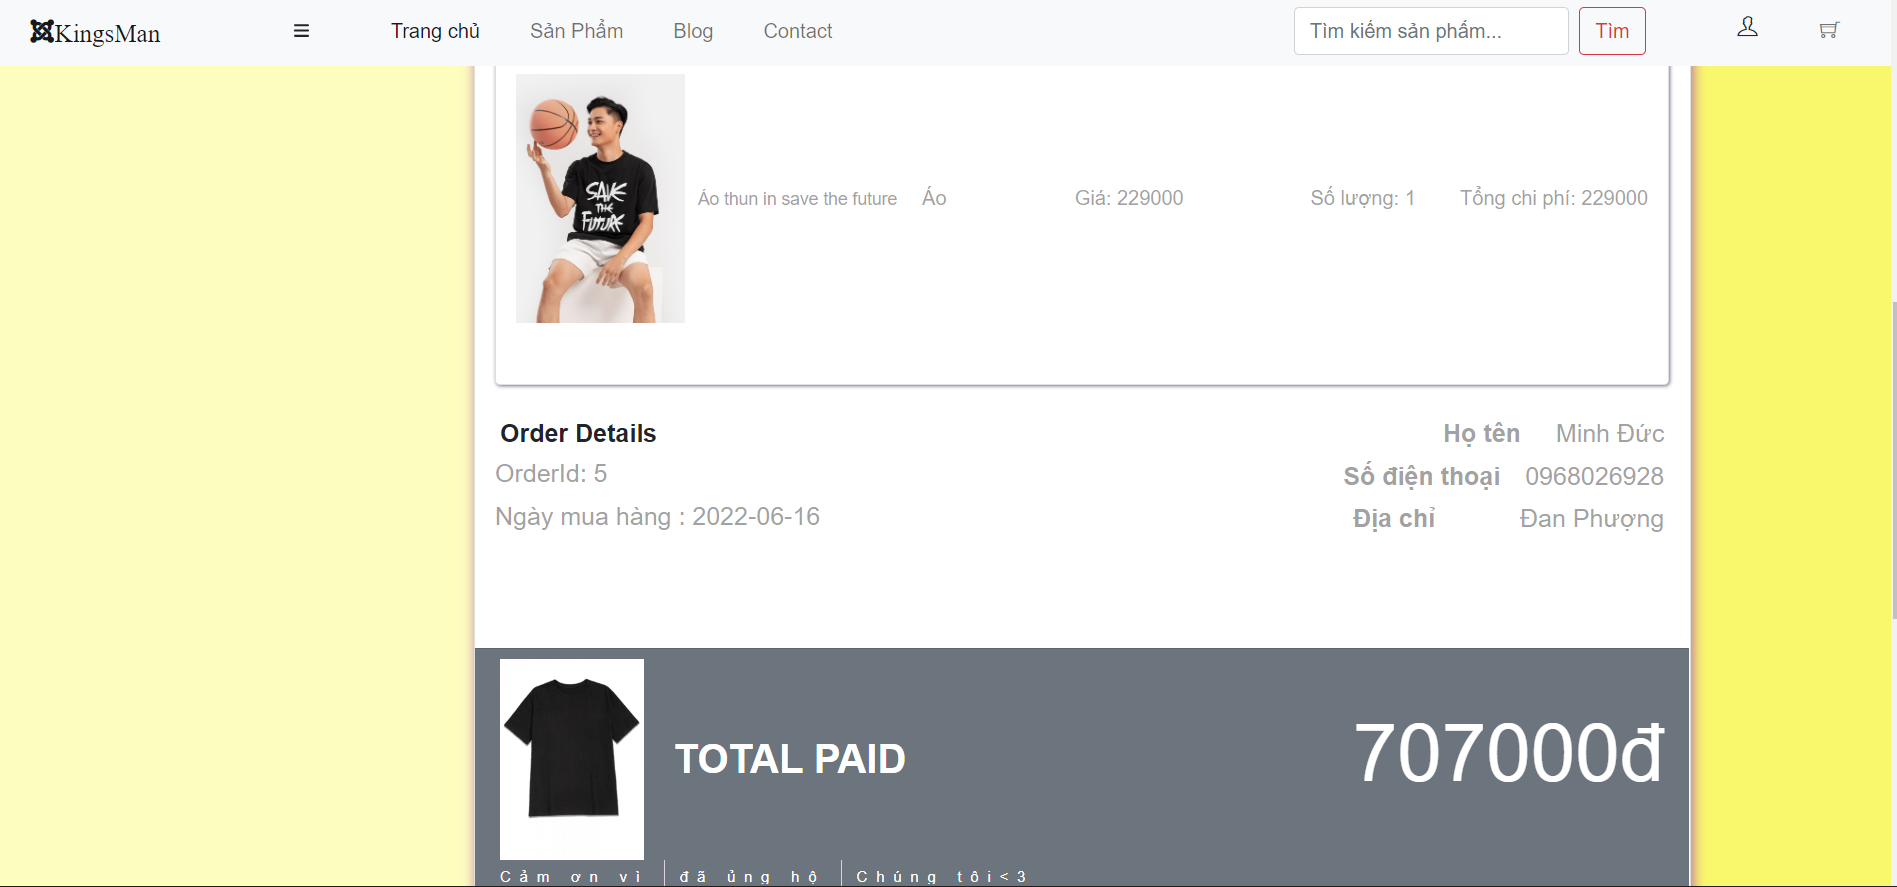 KingsMan Trang chủ Sản Phẩm Blog Contact Tìm kiếm sản phẩm... Tìm
SAVE
THE
FUTURE
Áo thun in save the future Áo Giá: 229000 Số lượng: 1 Tổng chi phí: 229000
Order Details
OrderId: 5
Ngày mua hàng : 2022-06-16
Họ tên Minh Đức
Số điện thoại 0968026928
Địa chỉ Đan Phượng
TOTAL PAID 707000đ
Cảm ơn vì đã ủng hộ Chúng tôi<3